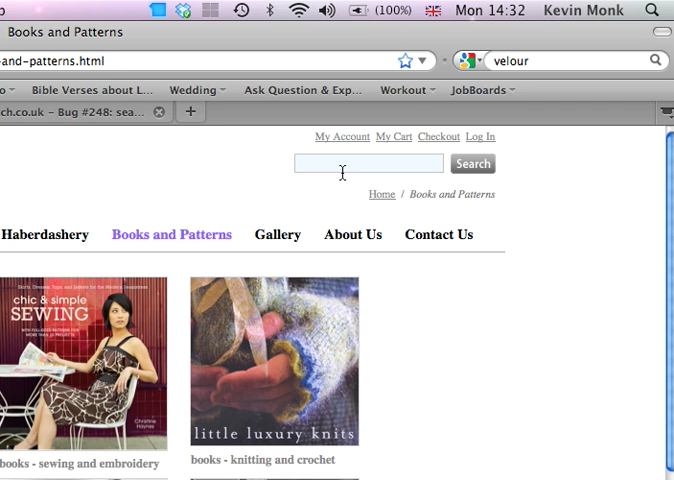 p (100%) Mon 14:32 Kevin Monk
Books and Patterns
-and-patterns.html velour
o Bible Verses about L... Wedding Ask Question & Exp... Workout JobBoards
ch.co.uk - Bug #248: sea...
My Account My Cart Checkout Log In
Search
Home / Books and Patterns
Haberdashery Books and Patterns Gallery About Us Contact Us
chic & simple
SEWING
Christine
Haynes
little luxury knits
books - sewing and embroidery
books - knitting and crochet